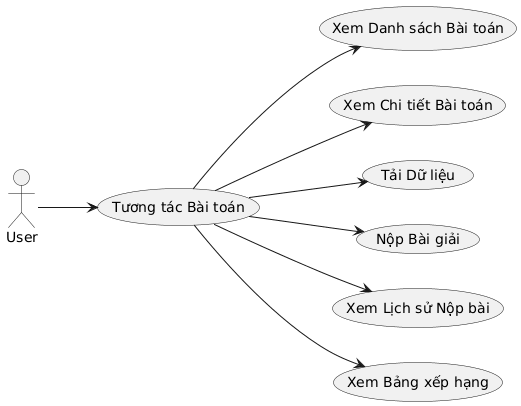 Xem Danh sách Bài toán
Xem Chi tiết Bài toán
Tải Dữ liệu
Tương tác Bài toán
User
Nộp Bài giải
Xem Lịch sử Nộp bài
Xem Bảng xếp hạng